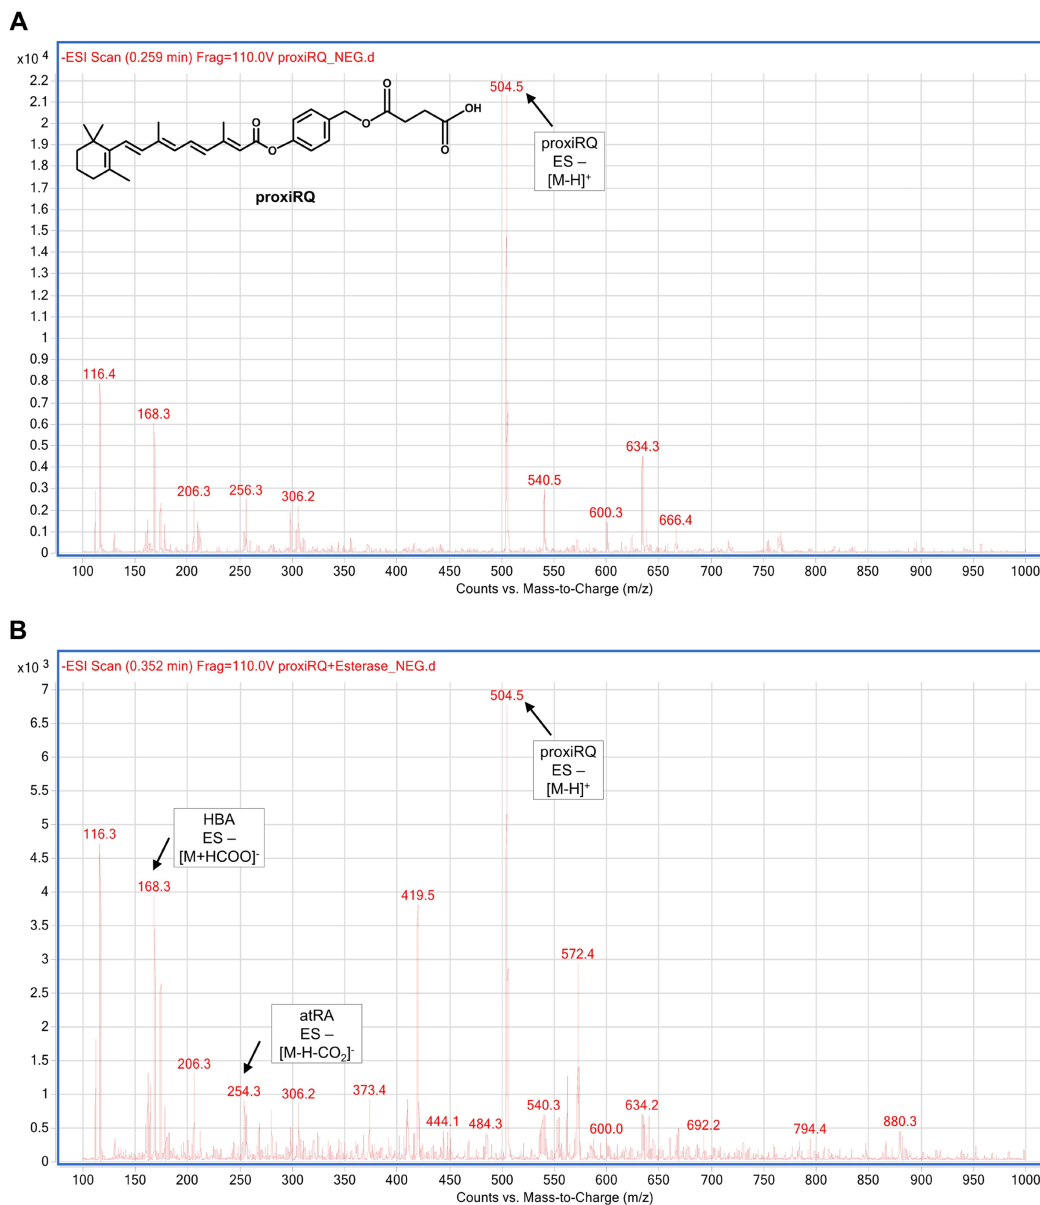 A
x10 4
-ESI Scan (0.259 min) Frag=110.0V proxiRQ_NEG.d
2.2
2.1
2
1.9
1.8
1.7
1.6
1.5
1.4
1.3
1.2
1.1
1
0.9
0.8
0.7
0.6
0.5
0.4
0.3
0.2
0.1
0
O
O
O
O
OH
O
proxiRQ
504.5
proxiRQ
ES –
[M-H]+
116.4
168.3
206.3
256.3
306.2
540.5
600.3
634.3
666.4
100 150 200 250 300 350 400 450 500 550 600 650 700 750 800 850 900 950 1000
Counts vs. Mass-to-Charge (m/z)
B
x10 3
-ESI Scan (0.352 min) Frag=110.0V proxiRQ+Esterase_NEG.d
7
6.5
6
5.5
5
4.5
4
3.5
3
2.5
2
1.5
1
0.5
0
504.5
proxiRQ
ES –
[M-H]+
HBA
ES –
[M+HCOO]-
116.3
168.3
419.5
572.4
atRA
ES –
[M-H-CO2]-
206.3
254.3
306.2
373.4
444.1
484.3
540.3
600.0
634.2
692.2
794.4
880.3
100 150 200 250 300 350 400 450 500 550 600 650 700 750 800 850 900 950 1000
Counts vs. Mass-to-Charge (m/z)